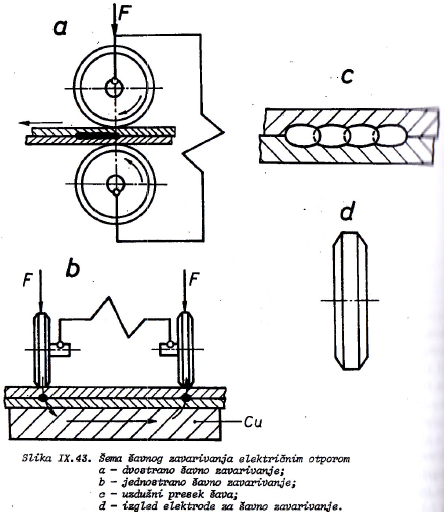 a
F
c
d
b
F
F
Cu
Slika IX.43. Šema šavnog zavarivanja električnim otporom
a - dvostrano šavno zavarivanje;
b - jednostrano šavno zavarivanje;
c - uzdužni presek šava;
d - izgled elektrode za šavno zavarivanje.